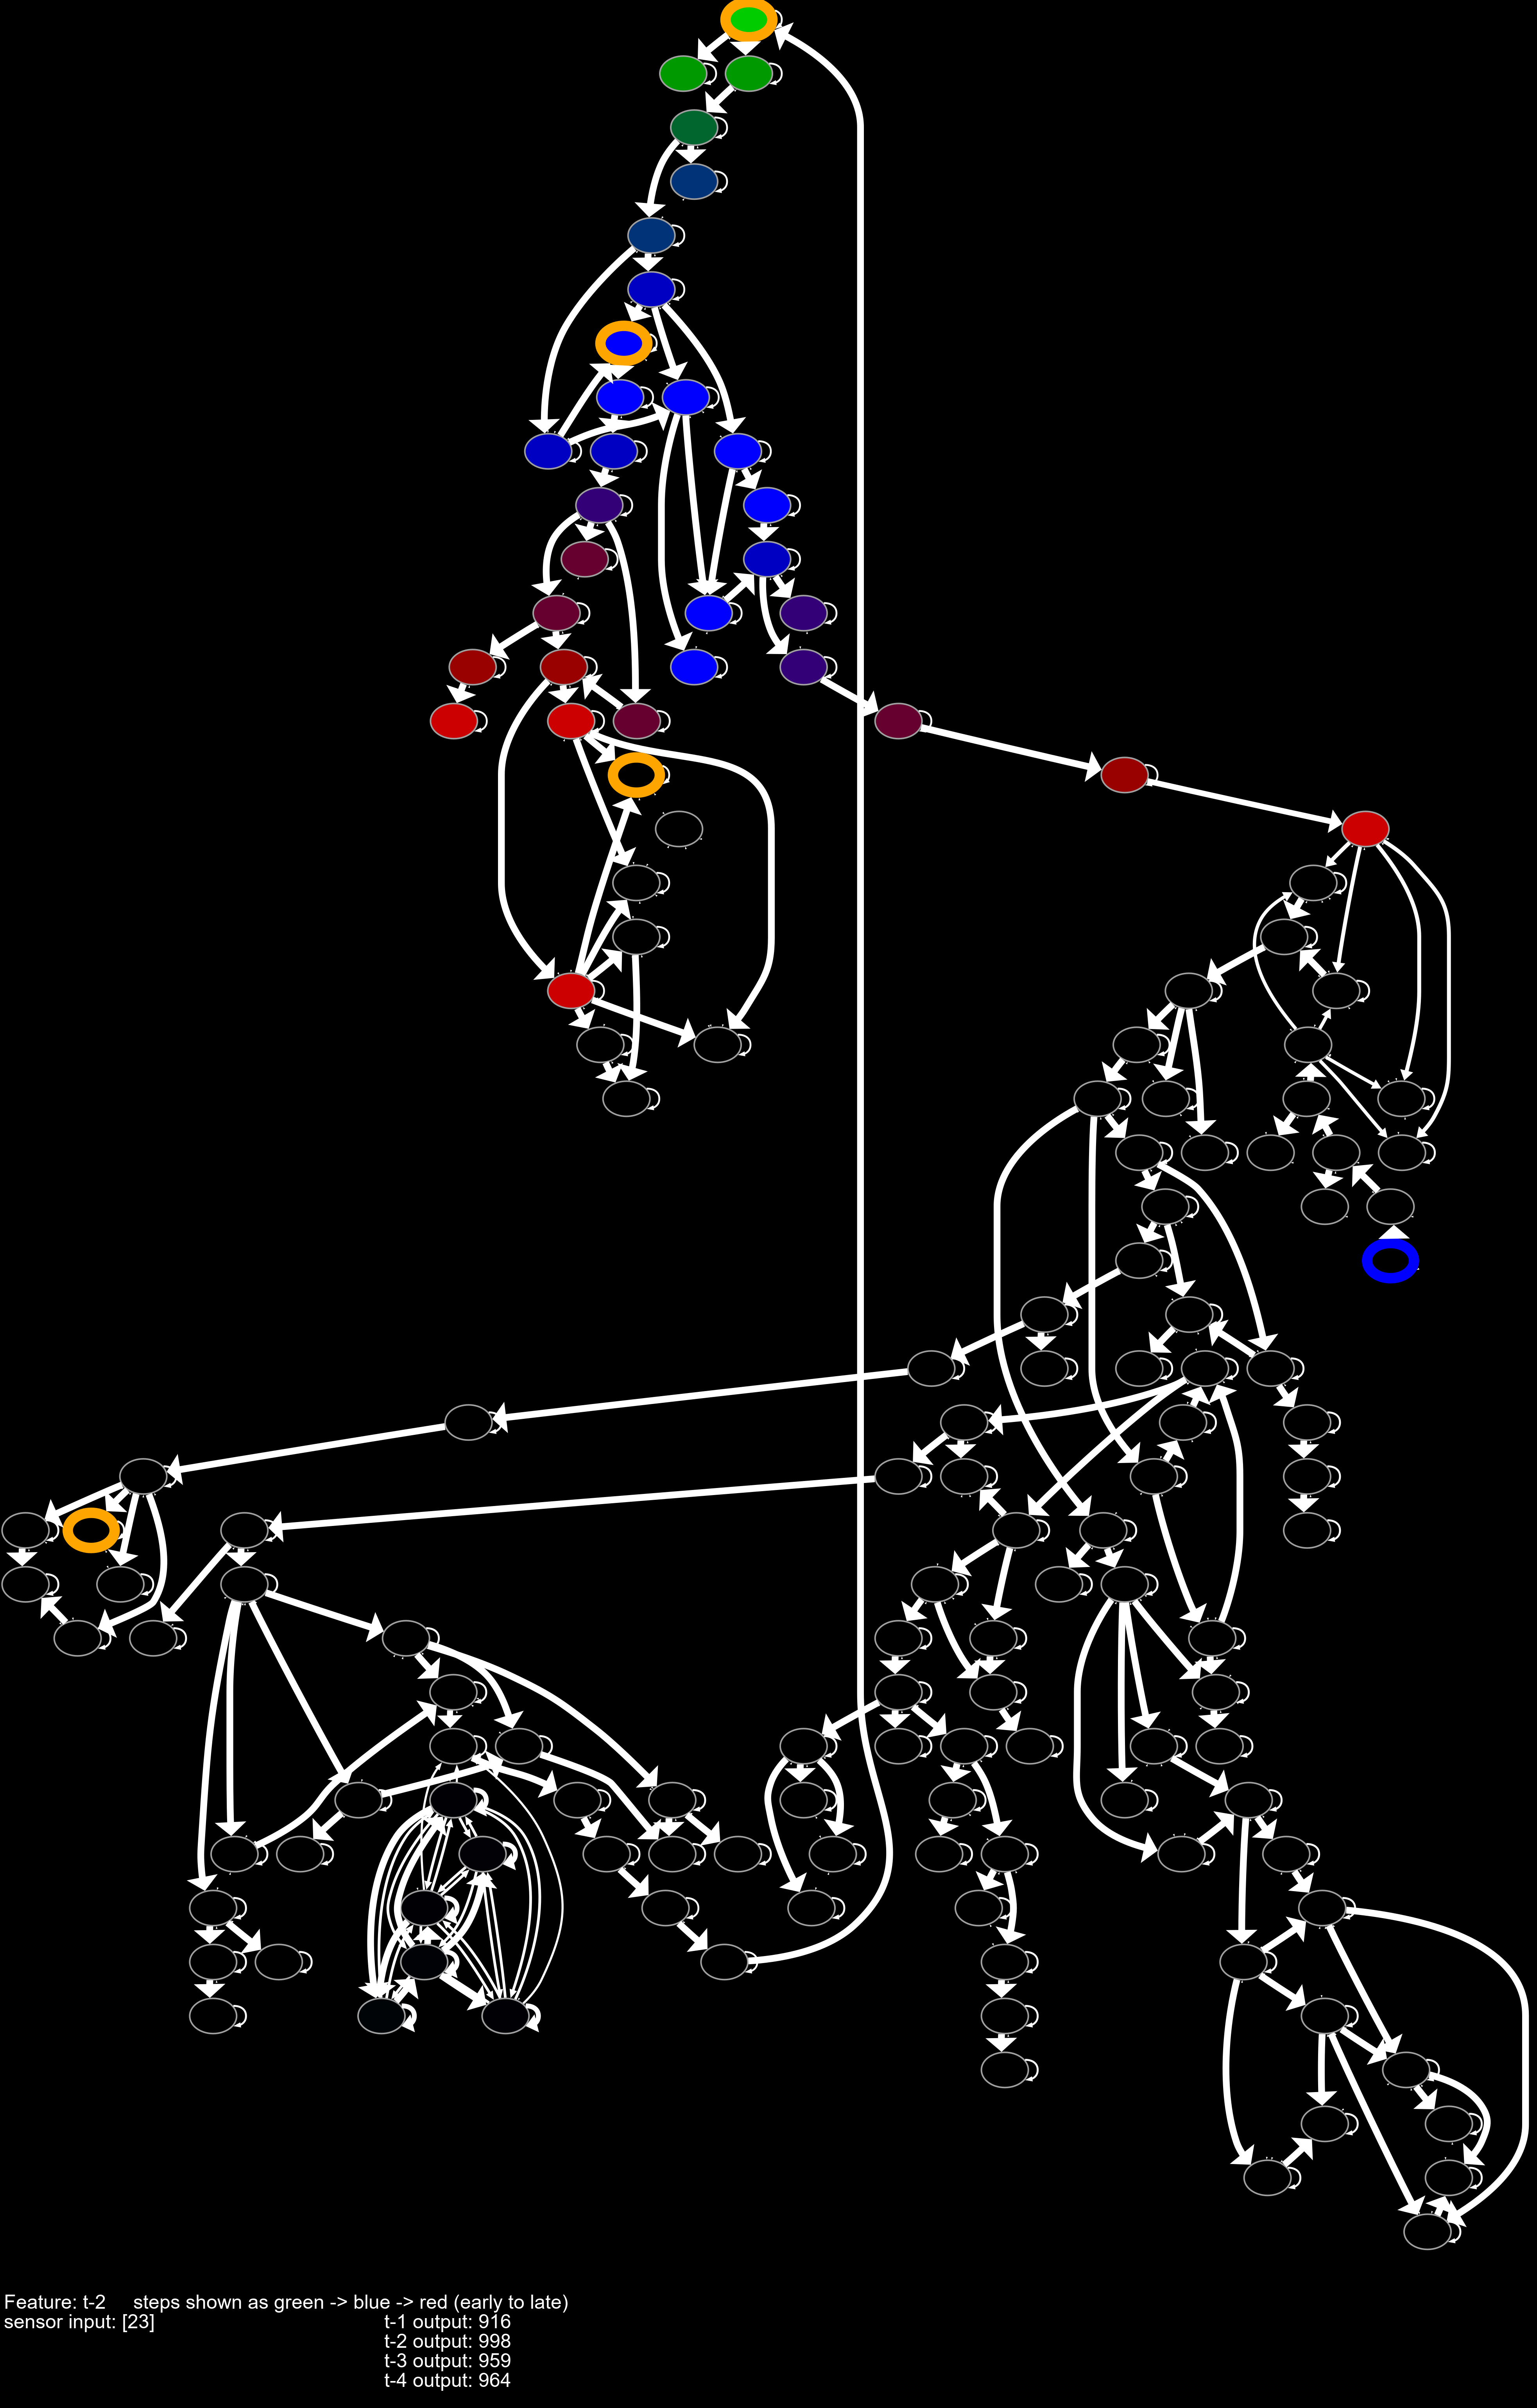 Feature: t-2 steps shown as green -> blue -> red (early to late)
sensor input: [23] t-1 output: 916
t-2 output: 998
t-3 output: 959
t-4 output: 964